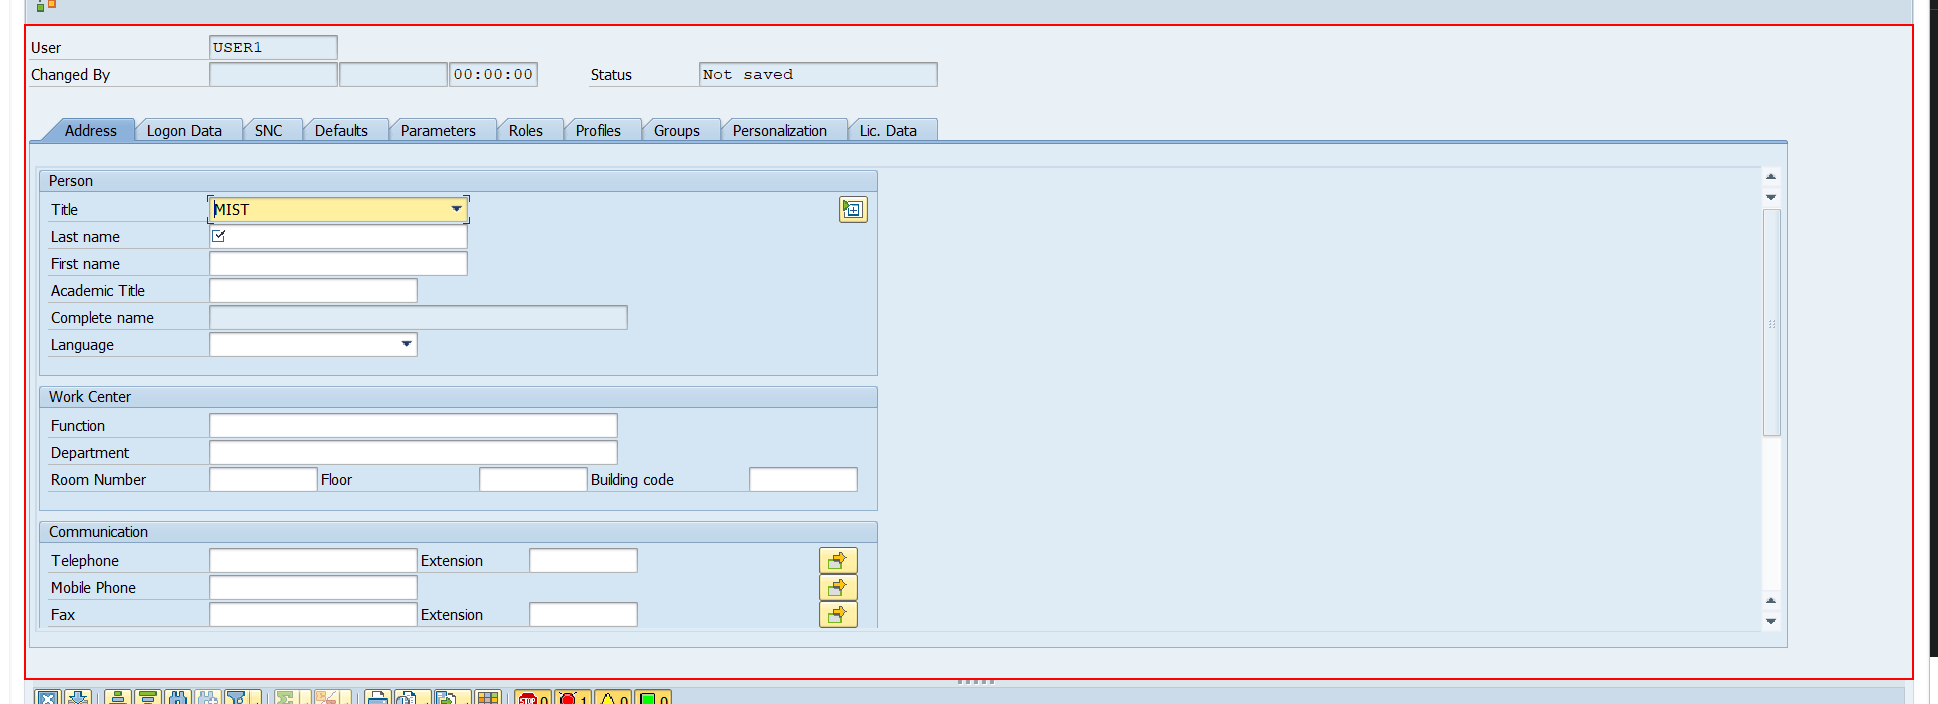 User USER1
Changed By 00:00:00 Status Not saved
Address Logon Data SNC Defaults Parameters Roles Profiles Groups Personalization Lic. Data
Person
Title MIST
Last name
First name
Academic Title
Complete name
Language
Work Center
Function
Department
Room Number Floor Building code
Communication
Telephone Extension
Mobile Phone
Fax Extension
0 1 0 0